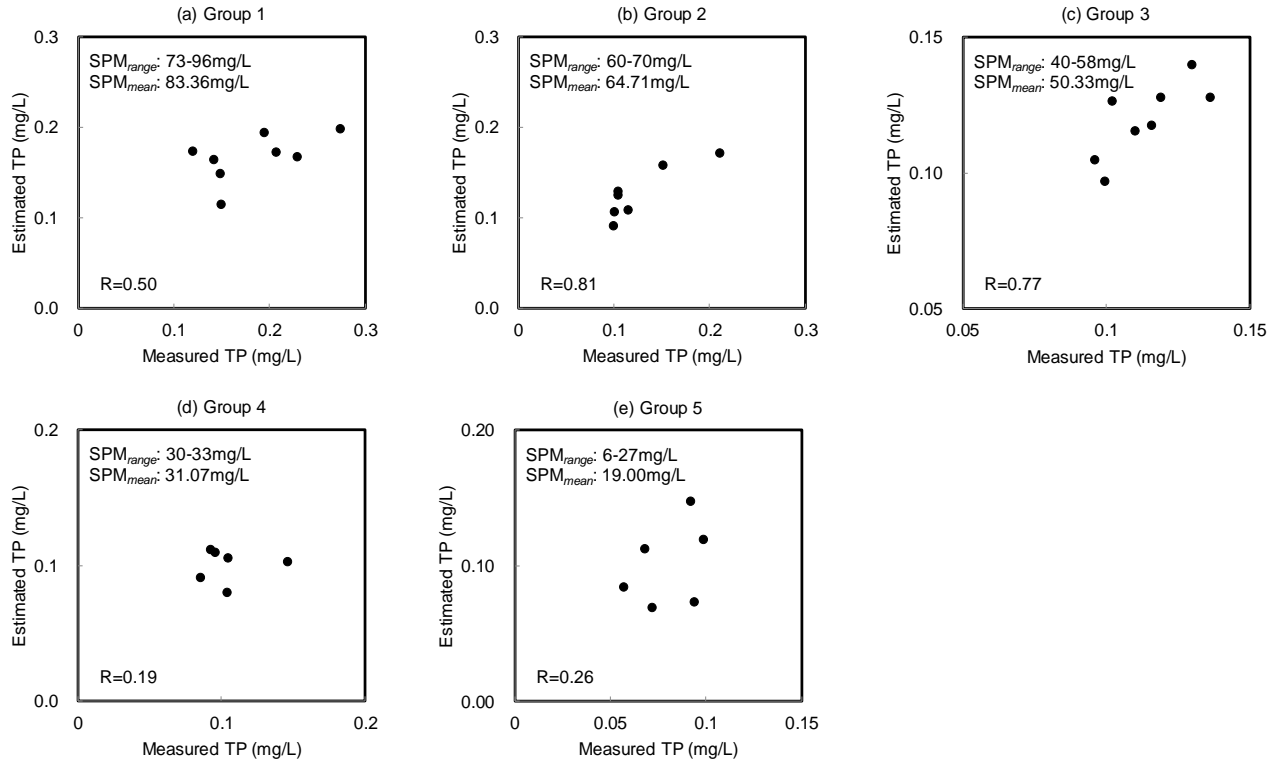 (a) Group 1
0.3
SPMrange: 73-96mg/L
SPMmean: 83.36mg/L
0.2
Estimated TP (mg/L)
0.1
R=0.50
0.0
0
0.1
0.2
0.3
Measured TP (mg/L)
(b) Group 2
0.3
SPMrange: 60-70mg/L
SPMmean: 64.71mg/L
0.2
Estimated TP (mg/L)
0.1
R=0.81
0.0
0
0.1
0.2
0.3
Measured TP (mg/L)
(c) Group 3
0.15
SPMrange: 40-58mg/L
SPMmean: 50.33mg/L
Estimated TP (mg/L)
0.10
R=0.77
0.05
0.05
0.1
0.15
Measured TP (mg/L)
(d) Group 4
0.2
SPMrange: 30-33mg/L
SPMmean: 31.07mg/L
Estimated TP (mg/L)
0.1
R=0.19
0.0
0
0.1
0.2
Measured TP (mg/L)
(e) Group 5
0.20
SPMrange: 6-27mg/L
SPMmean: 19.00mg/L
Estimated TP (mg/L)
0.10
R=0.26
0.00
0
0.05
0.1
0.15
Measured TP (mg/L)